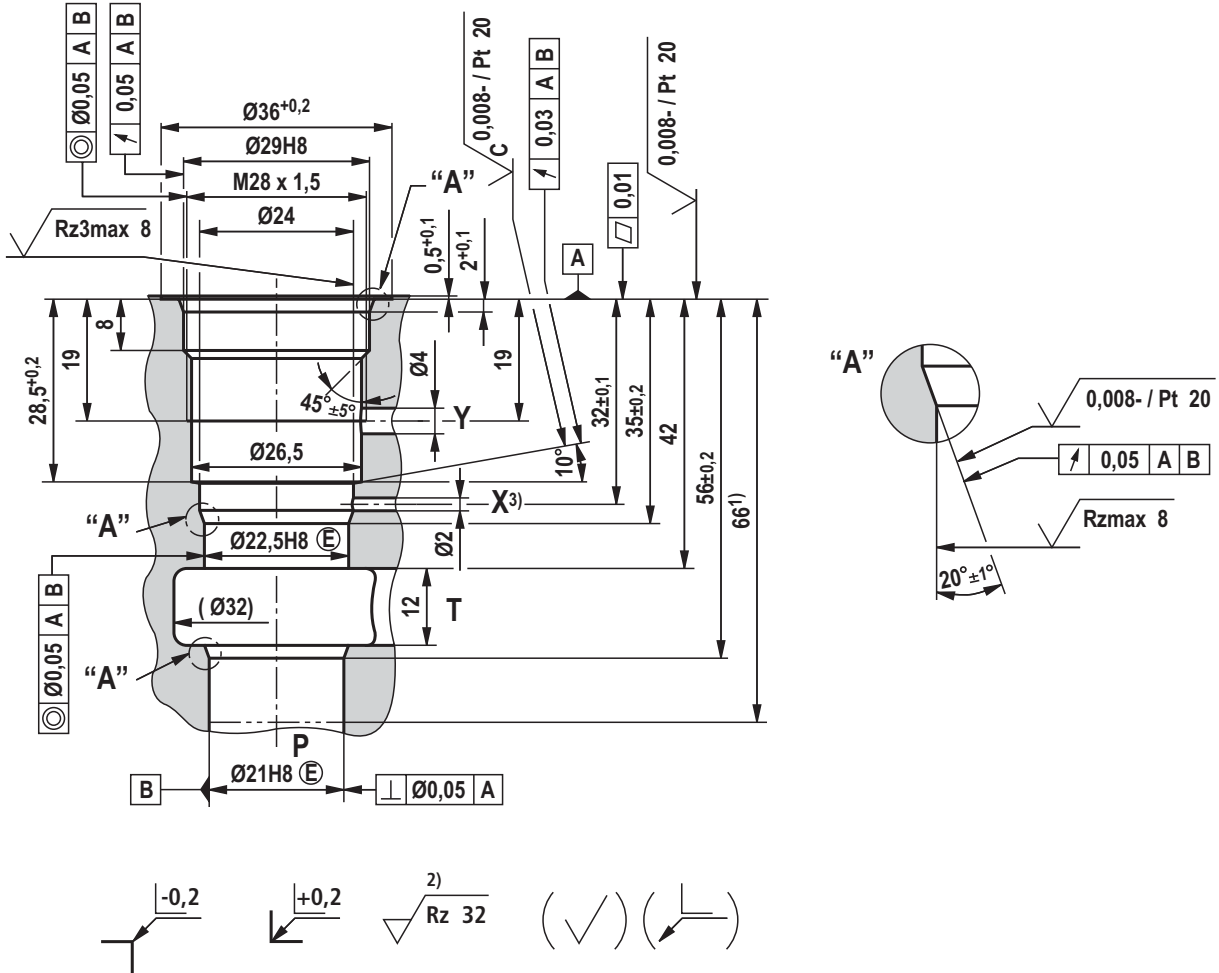 Ø0,05 A B
0,05 A B
Ø36+0,2
Ø29H8
M28 x 1,5
Ø24
Rz3max 8
"A"
0,5+0,1
2+0,1
0,008- / Pt 20
C
0,03 A B
0,01
0,008- / Pt 20
A
28,5+0,2
19
8
45° ±5°
Ø4
Y
19
Ø26,5
10°
32±0,1
35±0,2
42
56±0,2
66 1)
X 3)
Ø2
"A"
Ø22,5H8 E
Ø0,05 A B
( Ø32)
12
T
"A"
P
B
Ø21H8 E
Ø0,05 A
"A"
0,008- / Pt 20
0,05 A B
Rzmax 8
20°±1°
-0,2
+0,2
2)
Rz 32